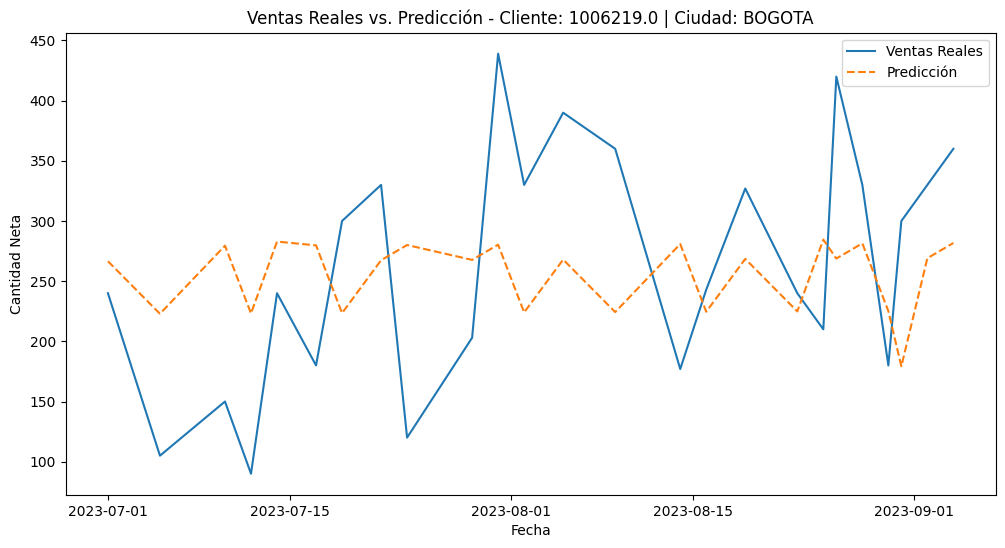 Ventas Reales vs. Predicción - Cliente: 1006219.0 | Ciudad: BOGOTA
Ventas Reales
Predicción
Cantidad Neta
450
400
350
300
250
200
150
100
2023-07-01
2023-07-15
2023-08-01
2023-08-15
2023-09-01
Fecha